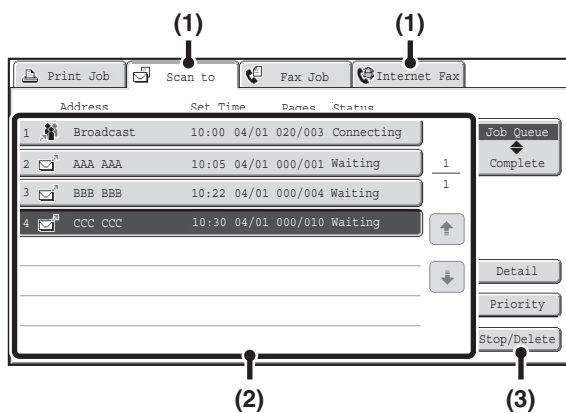 (1) (1)
Print Job Scan to Fax Job Internet Fax
Address Set Time Pages Status
1 Broadcast 10:00 04/01 020/003 Connecting
2 AAA AAA 10:05 04/01 000/001 Waiting
3 BBB BBB 10:22 04/01 000/004 Waiting
4 CCC CCC 10:30 04/01 000/010 Waiting
1
1
Job Queue
Complete
Detail
Priority
Stop/Delete
(2) (3)